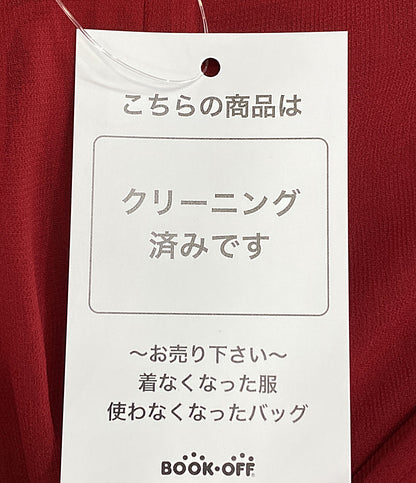 こちらの商品は
クリーニング
済みです
〜お売り下さい〜
着なくなった服
使わなくなったバッグ
BOOK・OFF